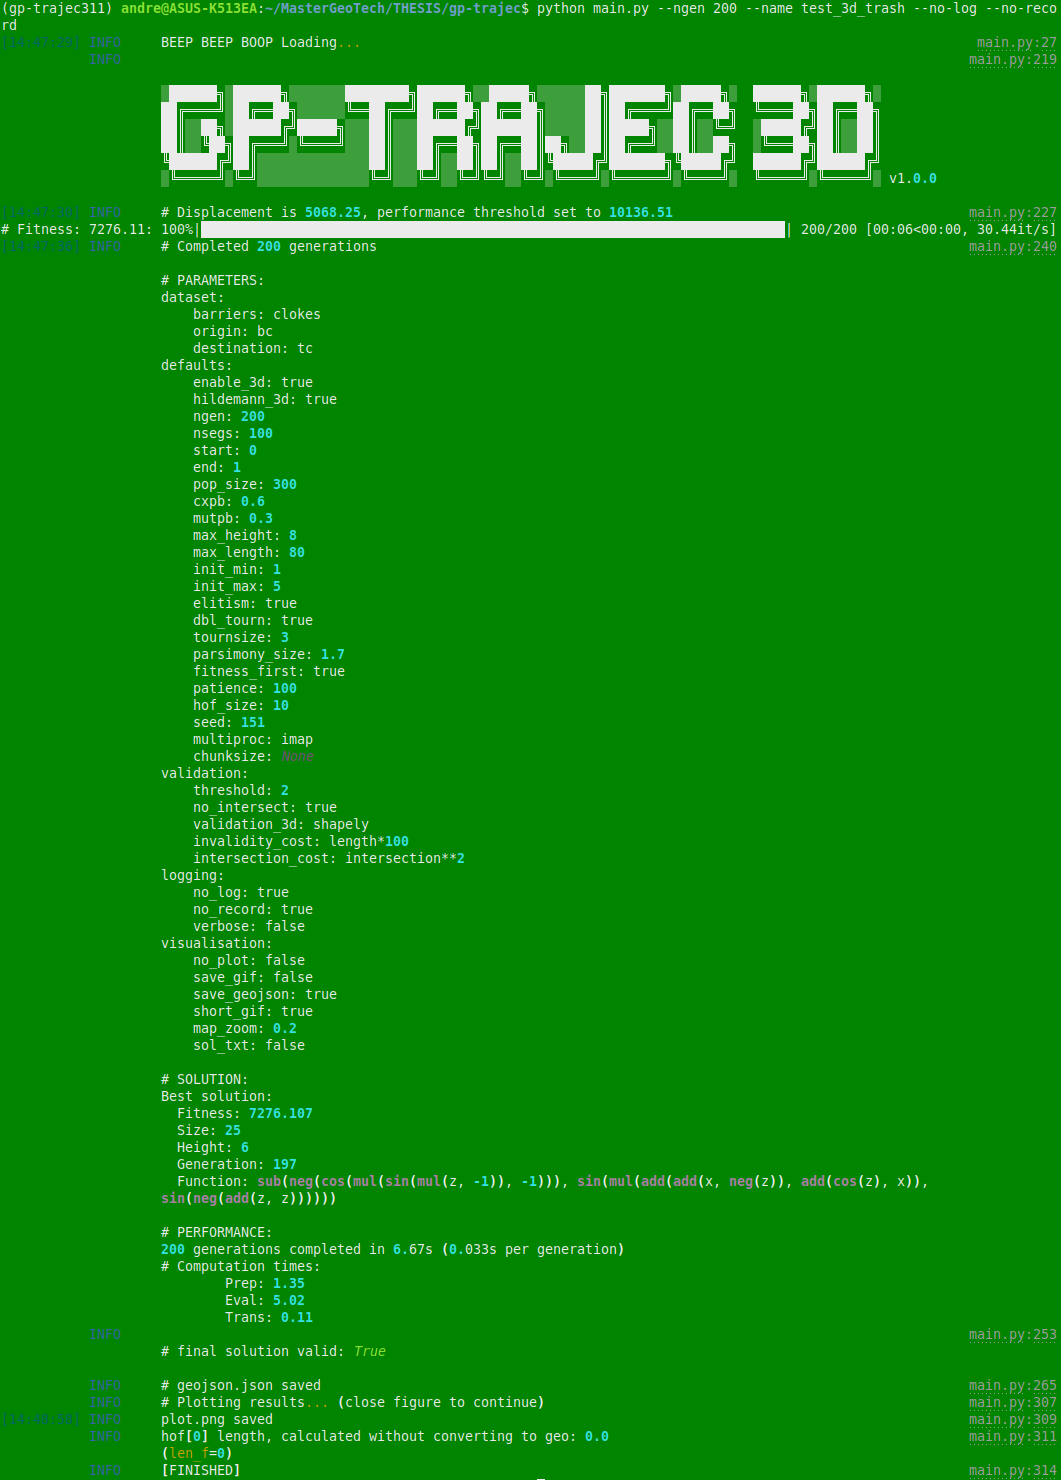 (gp-trajec311) andre@ASUS-K513EA:~/MasterGeoTech/THESIS/gp-trajec$ python main.py --ngen 200 --name test_3d_trash --no-log --no-reco
rd
[14:47:29] INFO BEEP BEEP BOOP Loading... main.py:27
INFO main.py:219
GP-TRAJEC 3D v1.0.0
[14:47:30] INFO # Displacement is 5068.25, performance threshold set to 10136.51 main.py:227
# Fitness: 7276.11: 100%| | 200/200 [00:06<00:00, 30.44it/s]
[14:47:36] INFO # Completed 200 generations main.py:240
# PARAMETERS:
dataset:
barriers: clokes
origin: bc
destination: tc
defaults:
enable_3d: true
hildemann_3d: true
ngen: 200
nsegs: 100
start: 0
end: 1
pop_size: 300
cxpb: 0.6
mutpb: 0.3
max_height: 8
max_length: 80
init_min: 1
init_max: 5
elitism: true
dbl_tourn: true
tournsize: 3
parsimony_size: 1.7
fitness_first: true
patience: 100
hof_size: 10
seed: 151
multiproc: imap
chunksize: None
validation:
threshold: 2
no_intersect: true
validation_3d: shapely
invalidity_cost: length*100
intersection_cost: intersection**2
logging:
no_log: true
no_record: true
verbose: false
visualisation:
no_plot: false
save_gif: false
save_geojson: true
short_gif: true
map_zoom: 0.2
sol_txt: false
# SOLUTION:
Best solution:
Fitness: 7276.107
Size: 25
Height: 6
Generation: 197
Function: sub(neg(cos(mul(sin(mul(z, -1)), -1))), sin(mul(add(add(x, neg(z)), add(cos(z), x)),
sin(neg(add(z, z))))))
# PERFORMANCE:
200 generations completed in 6.67s (0.033s per generation)
# Computation times:
Prep: 1.35
Eval: 5.02
Trans: 0.11
INFO main.py:253
# final solution valid: True
INFO # geojson.json saved main.py:265
INFO # Plotting results... (close figure to continue) main.py:307
INFO plot.png saved main.py:309
INFO hof[0] length, calculated without converting to geo: 0.0 main.py:311
(len_f=0)
INFO [FINISHED] main.py:314